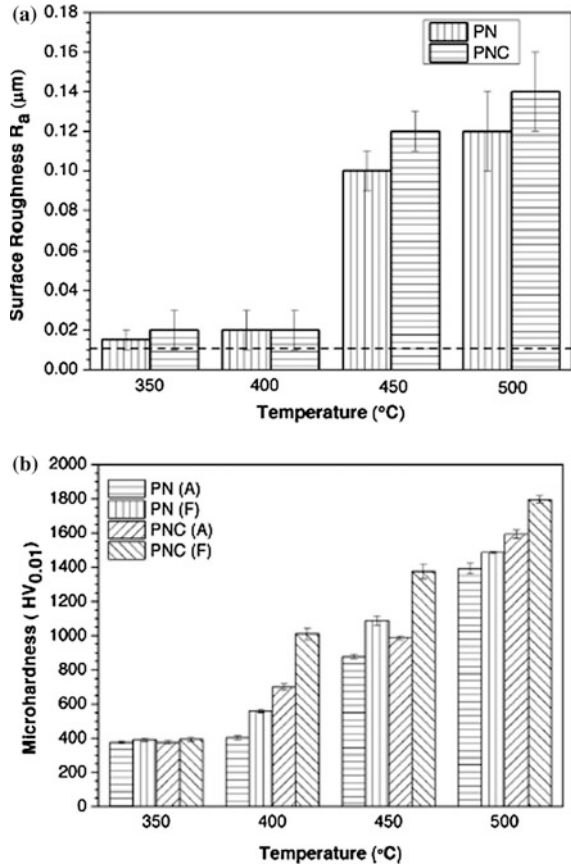 (a)
PN
PNC
Surface Roughness Ra (μm)
0.18
0.16
0.14
0.12
0.10
0.08
0.06
0.04
0.02
0.00
350 400 450 500
Temperature (°C)
(b)
PN (A)
PN (F)
PNC (A)
PNC (F)
Microhardness ( HV0.01)
2000
1800
1600
1400
1200
1000
800
600
400
200
0
350 400 450 500
Temperature (°C)